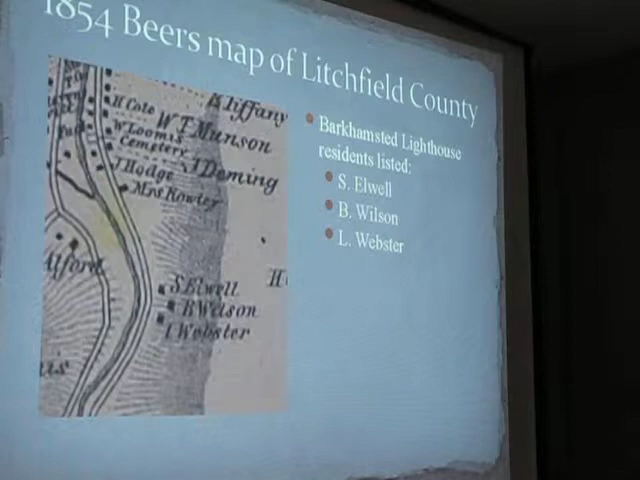 1854 Beers map of Litchfield County
Barkhamsted Lighthouse
residents listed:
S. Elwell
B. Wilson
L. Webster
H Cole
Tiffany
W T Munson
W Loomis
Cemetery
J Hodge
J Deming
Mrs Rowley
Alford
S Elwell
B Wilson
L Webster
H